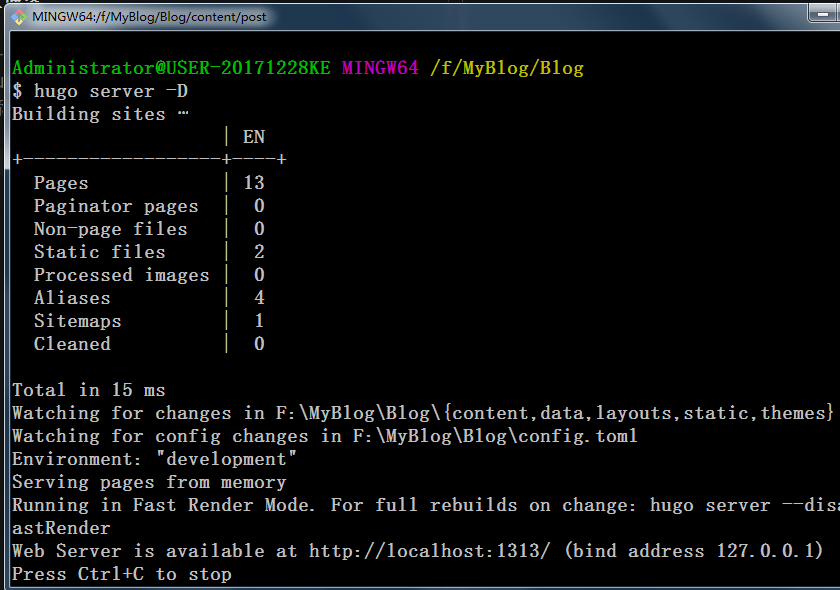 MINGW64:/f/MyBlog/Blog/content/post
Administrator@USER-20171228KE MINGW64 /f/MyBlog/Blog
$ hugo server -D
Building sites …
| EN
+------------------+----+
Pages | 13
Paginator pages | 0
Non-page files | 0
Static files | 2
Processed images | 0
Aliases | 4
Sitemaps | 1
Cleaned | 0
Total in 15 ms
Watching for changes in F:\MyBlog\Blog\{content,data,layouts,static,themes}
Watching for config changes in F:\MyBlog\Blog\config.toml
Environment: "development"
Serving pages from memory
Running in Fast Render Mode. For full rebuilds on change: hugo server --disa
astRender
Web Server is available at http://localhost:1313/ (bind address 127.0.0.1)
Press Ctrl+C to stop